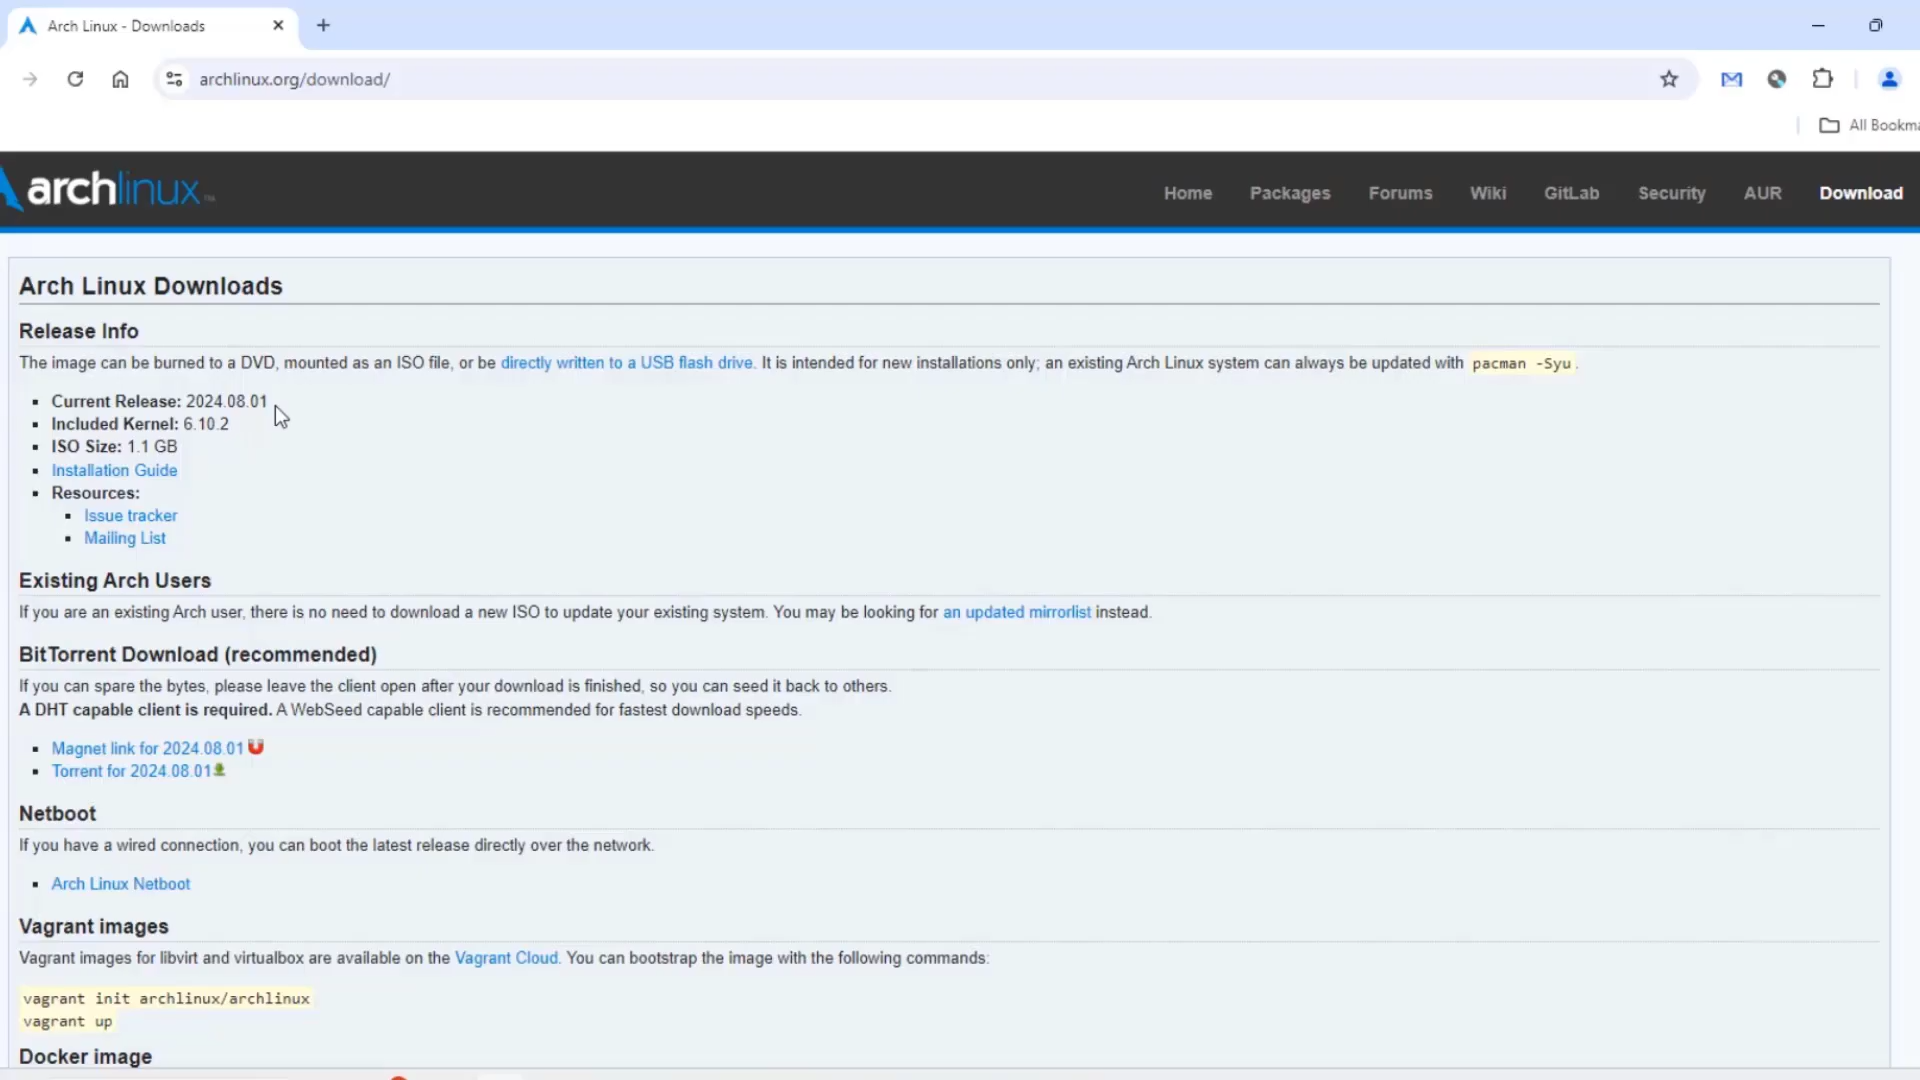 Arch Linux - Downloads
archlinux.org/download/
All Bookma
archlinux
Home Packages Forums Wiki GitLab Security AUR Download
Arch Linux Downloads
Release Info
The image can be burned to a DVD, mounted as an ISO file, or be directly written to a USB flash drive. It is intended for new installations only; an existing Arch Linux system can always be updated with pacman -Syu.
Current Release: 2024.08.01
Included Kernel: 6.10.2
ISO Size: 1.1 GB
Installation Guide
Resources:
Issue tracker
Mailing List
Existing Arch Users
If you are an existing Arch user, there is no need to download a new ISO to update your existing system. You may be looking for an updated mirrorlist instead.
BitTorrent Download (recommended)
If you can spare the bytes, please leave the client open after your download is finished, so you can seed it back to others.
A DHT capable client is required. A WebSeed capable client is recommended for fastest download speeds.
Magnet link for 2024.08.01
Torrent for 2024.08.01
Netboot
If you have a wired connection, you can boot the latest release directly over the network.
Arch Linux Netboot
Vagrant images
Vagrant images for libvirt and virtualbox are available on the Vagrant Cloud. You can bootstrap the image with the following commands:
vagrant init archlinux/archlinux
vagrant up
Docker image